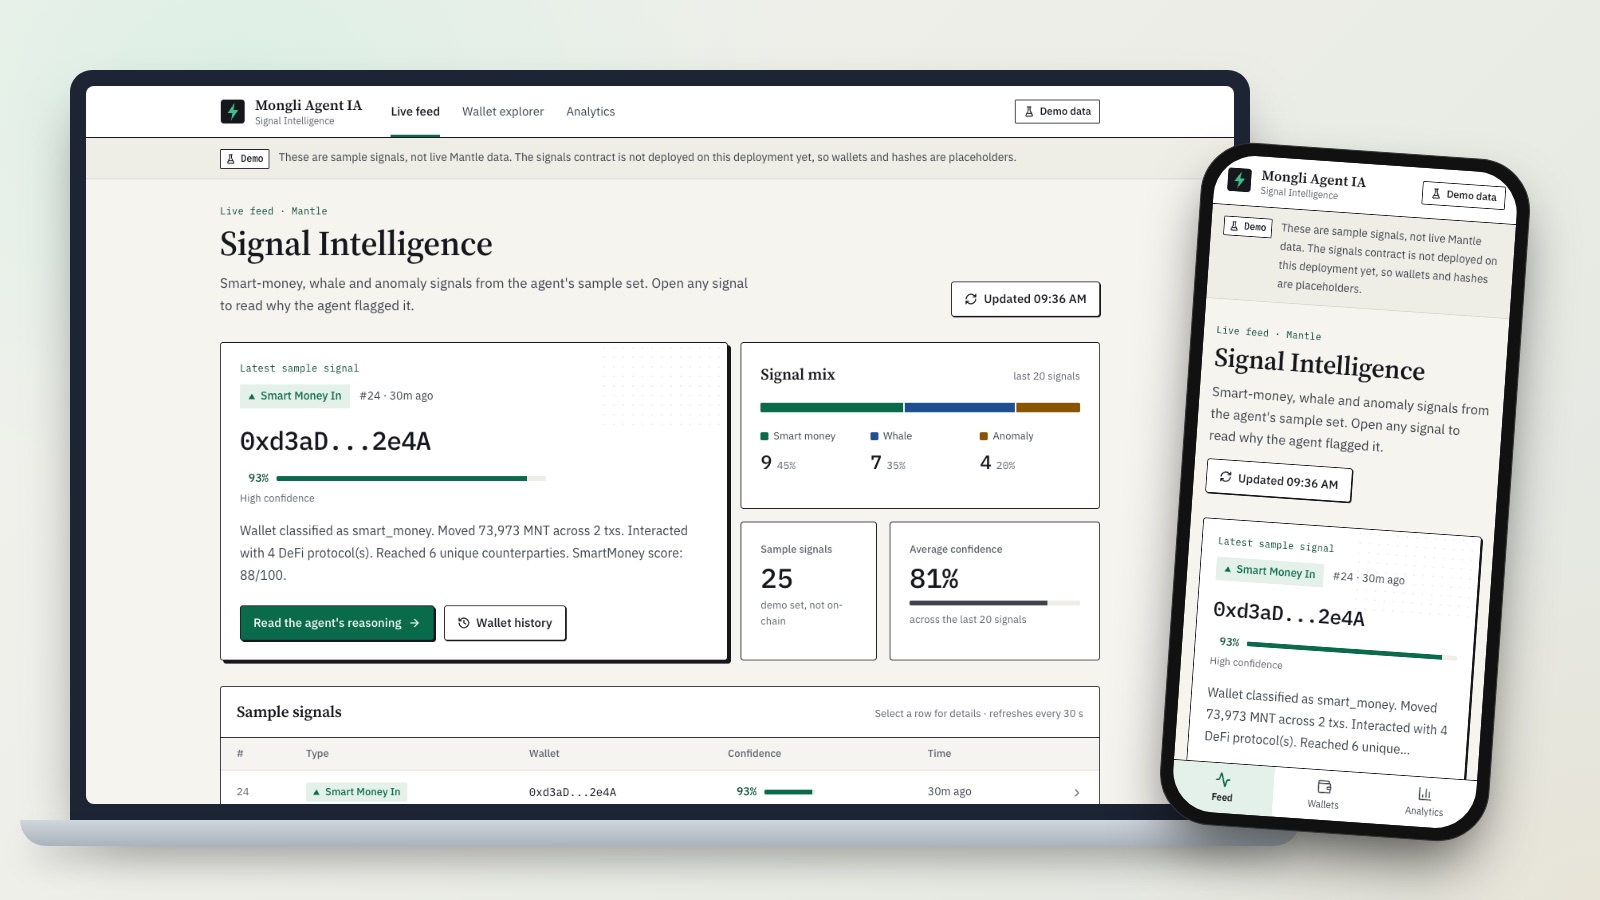 Mongli Agent IA
Signal Intelligence
Live feed
Wallet explorer
Analytics
Demo data
Demo
These are sample signals, not live Mantle data. The signals contract is not deployed on this deployment yet, so wallets and hashes are placeholders.
Live feed · Mantle
Signal Intelligence
Smart-money, whale and anomaly signals from the agent's sample set. Open any signal
to read why the agent flagged it.
Updated 09:36 AM
Latest sample signal
Smart Money In
#24 · 30m ago
0xd3aD...2e4A
93%
High confidence
Wallet classified as smart_money. Moved 73,973 MNT across 2 txs. Interacted
with 4 DeFi protocol(s). Reached 6 unique counterparties. SmartMoney score:
88/100.
Read the agent's reasoning →
Wallet history
Signal mix
last 20 signals
Smart money
Whale
Anomaly
9 45%
7 35%
4 20%
Sample signals
25
demo set, not on-
chain
Average confidence
81%
across the last 20 signals
Sample signals
Select a row for details · refreshes every 30 s
# Type Wallet Confidence Time
24 Smart Money In 0xd3aD...2e4A 93% 30m ago
Mongli Agent IA
Signal Intelligence
Demo data
Demo
These are sample signals, not live Mantle
data. The signals contract is not deployed on
this deployment yet, so wallets and hashes
are placeholders.
Live feed · Mantle
Signal Intelligence
Smart-money, whale and anomaly signals from
the agent's sample set. Open any signal to
read why the agent flagged it.
Updated 09:36 AM
Latest sample signal
Smart Money In
#24 · 30m ago
0xd3aD...2e4A
93%
High confidence
Wallet classified as smart_money. Moved
73,973 MNT across 2 txs. Interacted with 4
DeFi protocol(s). Reached 6 unique...
Feed
Wallets
Analytics